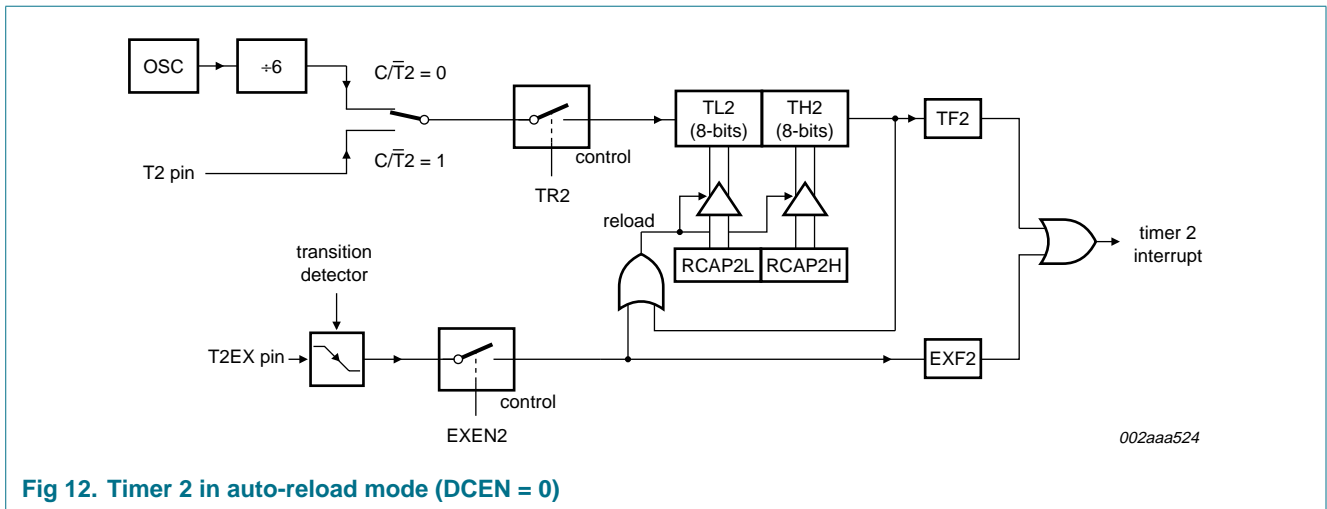 OSC
÷6
C/T̅2 = 0
C/T̅2 = 1
T2 pin
control
TR2
TL2
(8-bits)
TH2
(8-bits)
TF2
reload
RCAP2L
RCAP2H
timer 2
interrupt
transition
detector
T2EX pin
control
EXEN2
EXF2
002aaa524
Fig 12. Timer 2 in auto-reload mode (DCEN = 0)